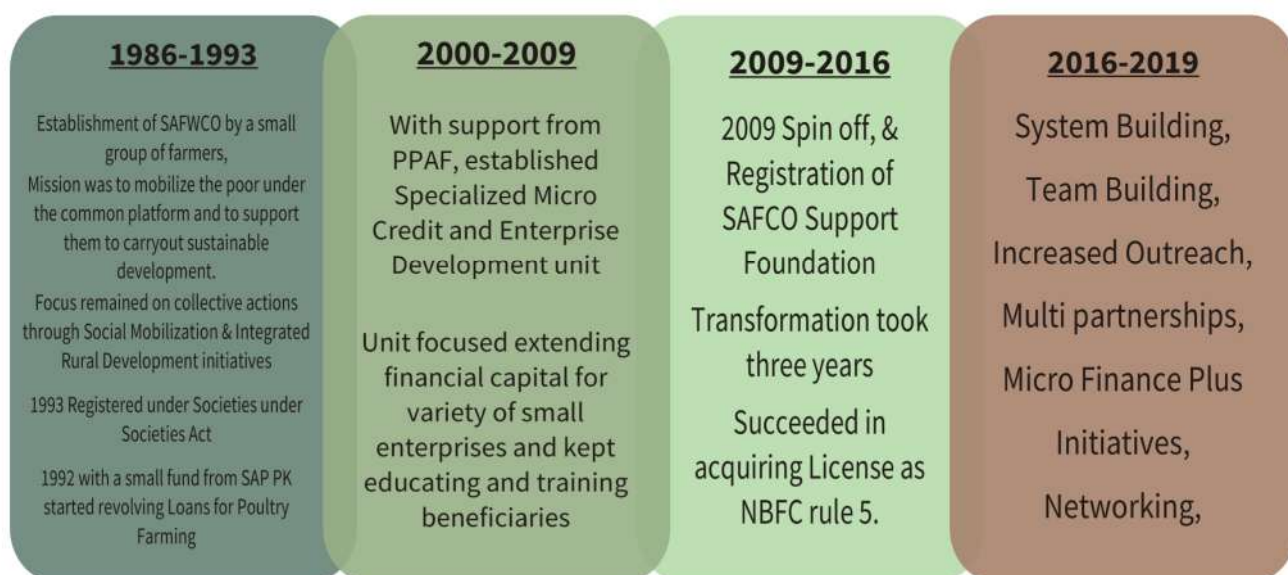 1986-1993
Establishment of SAFWCO by a small
group of farmers,
Mission was to mobilize the poor under
the common platform and to support
them to carryout sustainable
development.
Focus remained on collective actions
through Social Mobilization & Integrated
Rural Development initiatives
1993 Registered under Societies under
Societies Act
1992 with a small fund from SAP PK
started revolving Loans for Poultry
Farming
2000-2009
With support from
PPAF, established
Specialized Micro
Credit and Enterprise
Development unit
Unit focused extending
financial capital for
variety of small
enterprises and kept
educating and training
beneficiaries
2009-2016
2009 Spin off, &
Registration of
SAFCO Support
Foundation
Transformation took
three years
Succeeded in
acquiring License as
NBFC rule 5.
2016-2019
System Building,
Team Building,
Increased Outreach,
Multi partnerships,
Micro Finance Plus
Initiatives,
Networking,